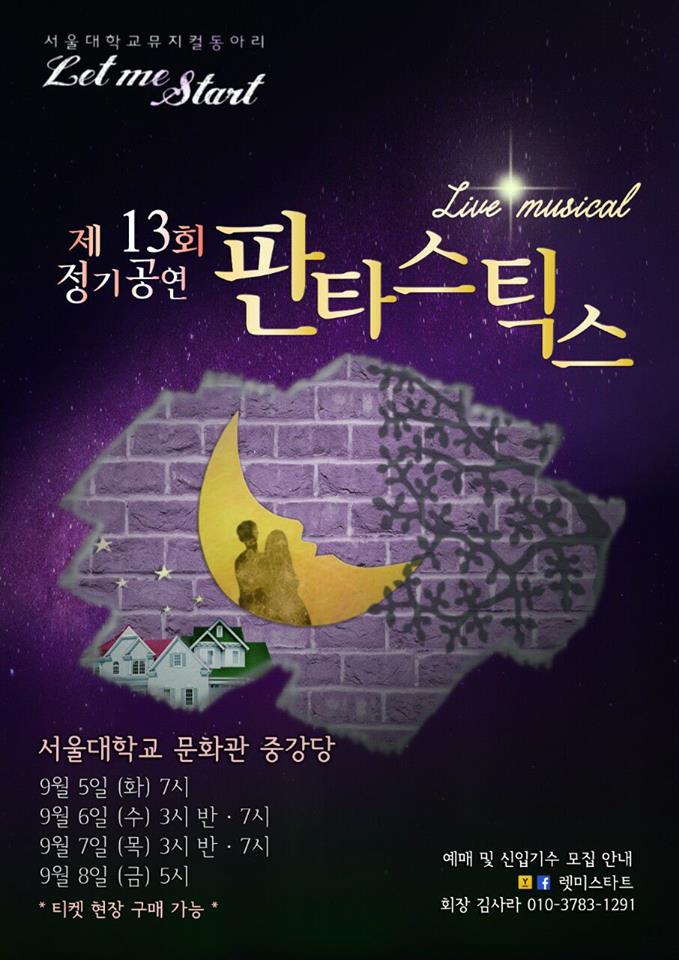 서울대학교뮤지컬동아리
Let me Start
Live musical
제 13회
정기공연
판타스틱스
서울대학교 문화관 중강당
9월 5일 (화) 7시
9월 6일 (수) 3시 반 · 7시
9월 7일 (목) 3시 반 · 7시
9월 8일 (금) 5시
* 티켓 현장 구매 가능 *
예매 및 신입기수 모집 안내
Y f 렛미스타트
회장 김사라 010-3783-1291